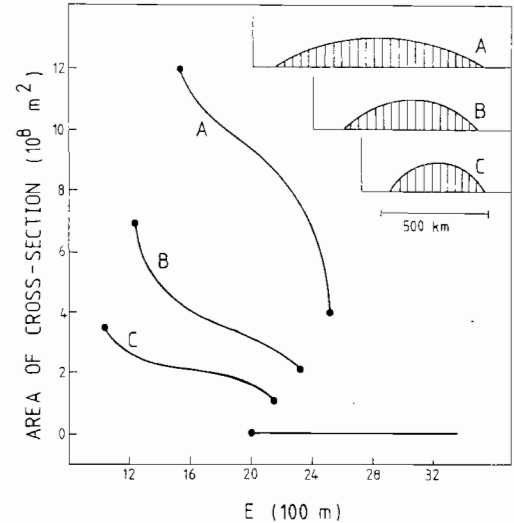 AREA OF CROSS-SECTION (10⁸ m²)
12
10
8
6
4
2
0
A
B
C
A
B
C
500 km
12
16
20
24
28
32
E (100 m)